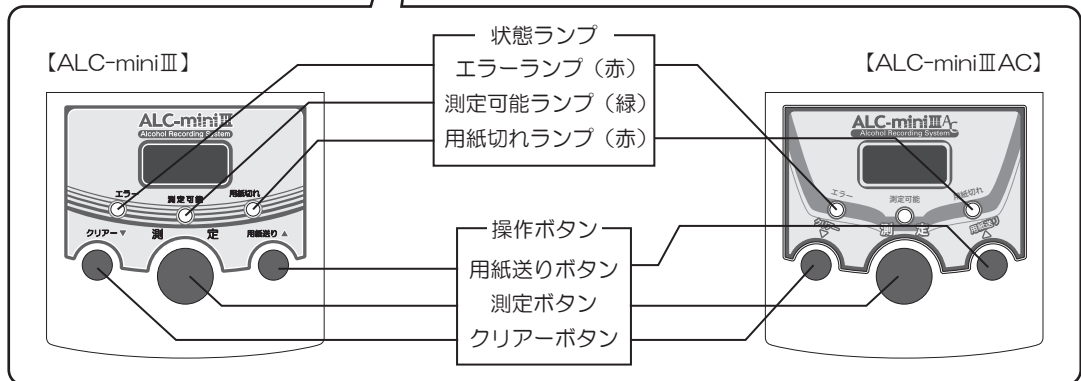 【ALC-miniⅢ】
ALC-miniⅢ
Alcohol Recording System
エラー
測定可能
用紙切れ
クリアー▼
測 定
用紙送り▲
状態ランプ
エラーランプ（赤）
測定可能ランプ（緑）
用紙切れランプ（赤）
操作ボタン
用紙送りボタン
測定ボタン
クリアーボタン
【ALC-miniⅢAC】
ALC-miniⅢAC
Alcohol Recording System
エラー
測定可能
用紙切れ
測 定
用紙送り